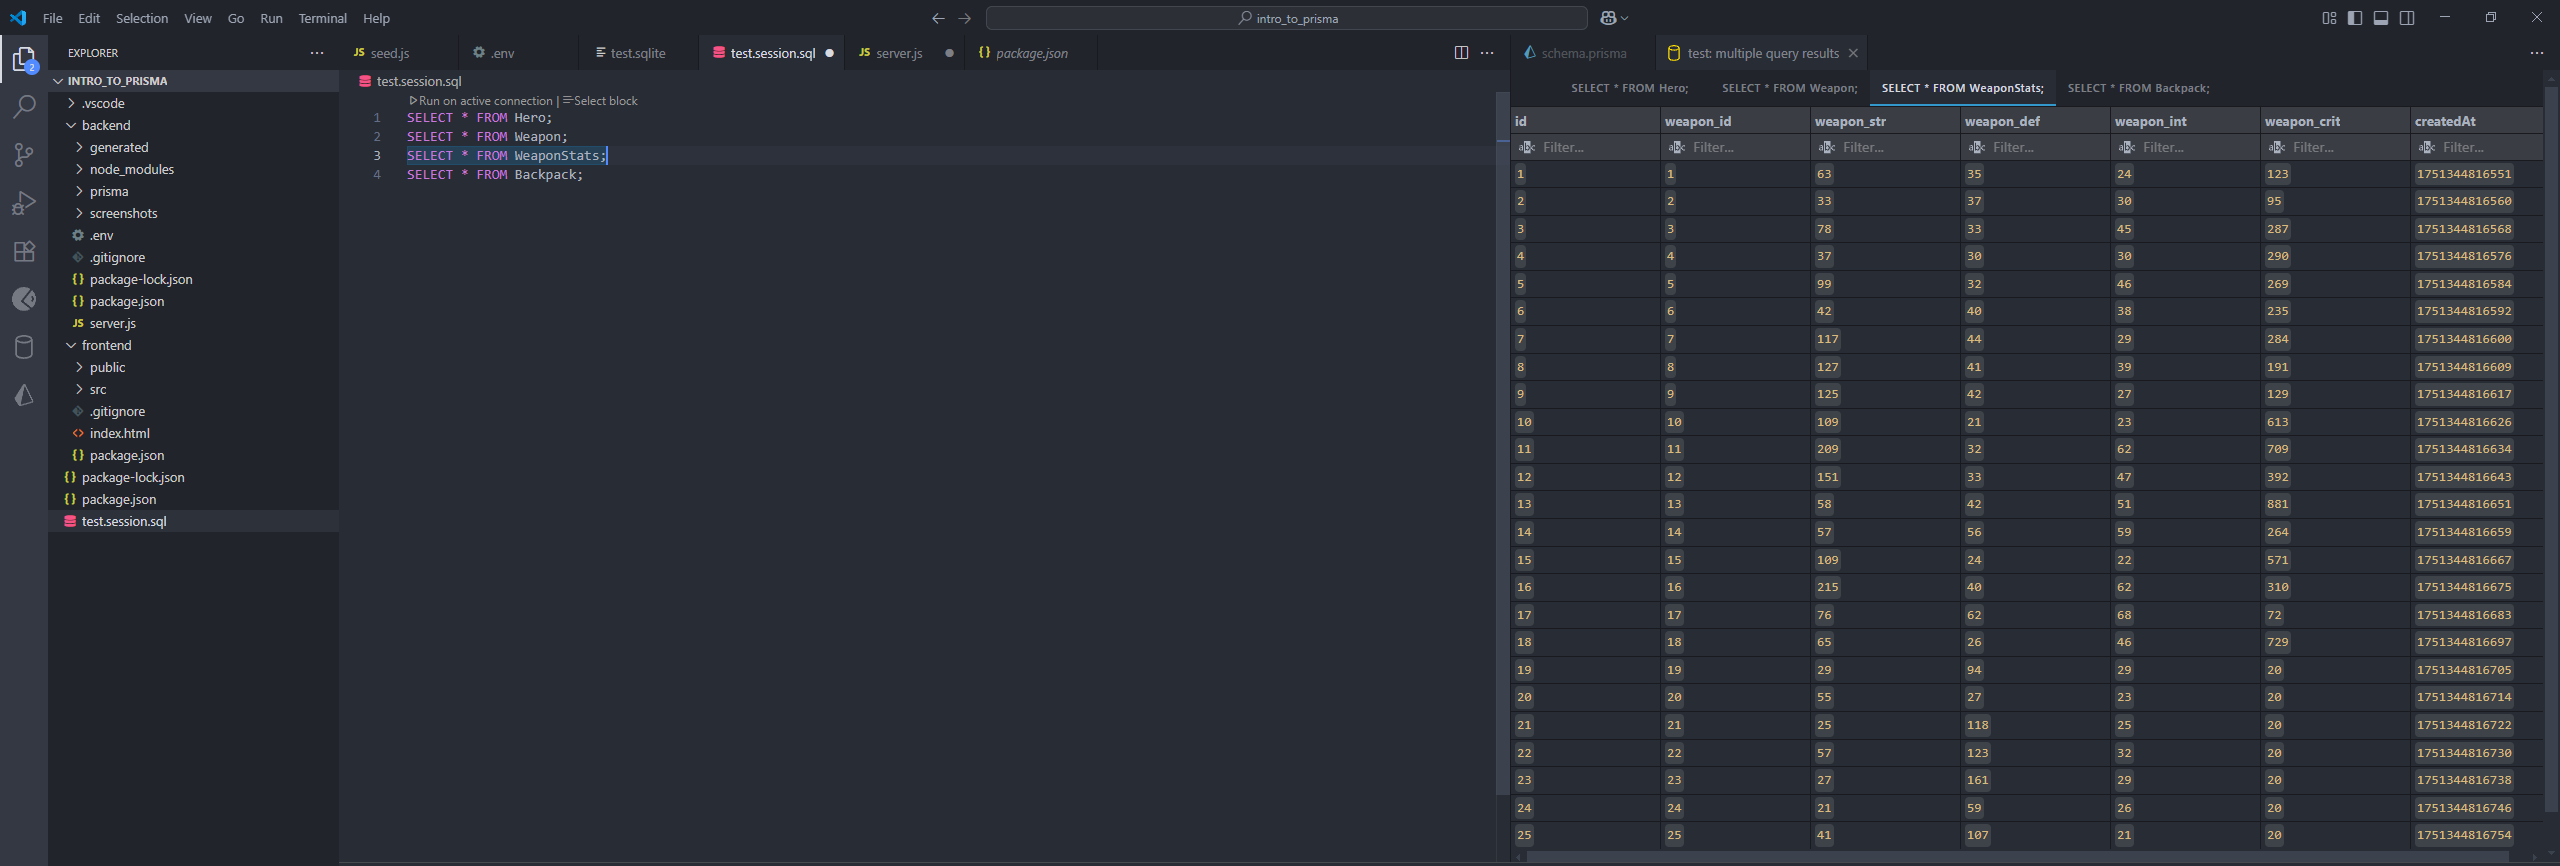 File Edit Selection View Go Run Terminal Help
intro_to_prisma
EXPLORER
2
INTRO_TO_PRISMA
.vscode
backend
generated
node_modules
prisma
screenshots
.env
.gitignore
package-lock.json
package.json
JS server.js
frontend
public
src
.gitignore
index.html
package.json
package-lock.json
package.json
test.session.sql
JS seed.js .env test.sqlite test.session.sql JS server.js package.json
test.session.sql
Run on active connection | Select block
1 SELECT * FROM Hero;
2 SELECT * FROM Weapon;
3 SELECT * FROM WeaponStats;
4 SELECT * FROM Backpack;
schema.prisma test: multiple query results
SELECT * FROM Hero; SELECT * FROM Weapon; SELECT * FROM WeaponStats; SELECT * FROM Backpack;
id weapon_id weapon_str weapon_def weapon_int weapon_crit createdAt
Filter... Filter... Filter... Filter... Filter... Filter... Filter...
1 1 63 35 24 123 1751344816551
2 2 33 37 30 95 1751344816560
3 3 78 33 45 287 1751344816568
4 4 37 30 30 290 1751344816576
5 5 99 32 46 269 1751344816584
6 6 42 40 38 235 1751344816592
7 7 117 44 29 284 1751344816600
8 8 127 41 39 191 1751344816609
9 9 125 42 27 129 1751344816617
10 10 109 21 23 613 1751344816626
11 11 209 32 62 709 1751344816634
12 12 151 33 47 392 1751344816643
13 13 58 42 51 881 1751344816651
14 14 57 56 59 264 1751344816659
15 15 109 24 22 571 1751344816667
16 16 215 40 62 310 1751344816675
17 17 76 62 68 72 1751344816683
18 18 65 26 46 729 1751344816697
19 19 29 94 29 20 1751344816705
20 20 55 27 23 20 1751344816714
21 21 25 118 25 20 1751344816722
22 22 57 123 32 20 1751344816730
23 23 27 161 29 20 1751344816738
24 24 21 59 26 20 1751344816746
25 25 41 107 21 20 1751344816754